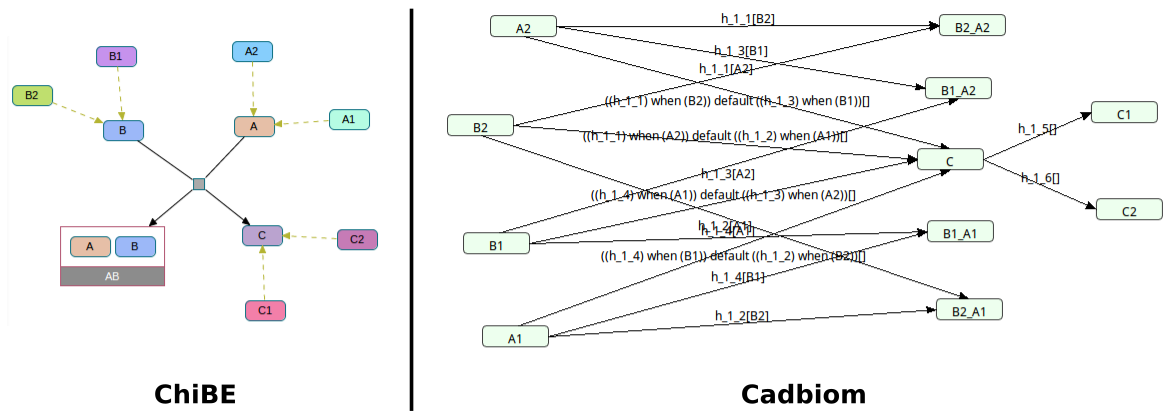 B1
A2
B2
A1
B
A
A
B
AB
C
C2
C1
ChiBE
A2
h_1_1[B2]
B2_A2
h_1_3[B1]
h_1_1[A2]
B1_A2
((h_1_1) when (B2)) default ((h_1_3) when (B1))[]
B2
C1
h_1_5[]
((h_1_1) when (A2)) default ((h_1_2) when (A1))[]
C
h_1_3[A2]
h_1_6[]
((h_1_4) when (A1)) default ((h_1_3) when (A2))[]
C2
h_1_2[A1]
h_1_4[A1]
B1_A1
B1
((h_1_4) when (B1)) default ((h_1_2) when (B2))[]
h_1_4[B1]
h_1_2[B2]
B2_A1
A1
Cadbiom